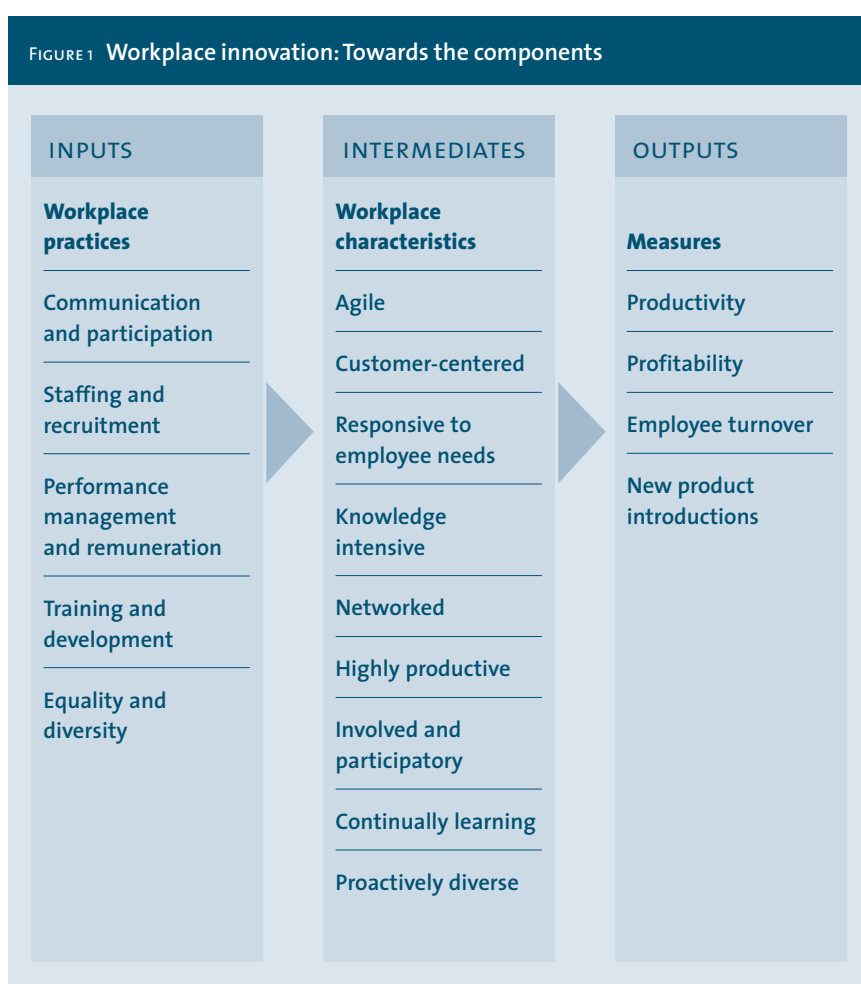 FIGURE 1 Workplace innovation: Towards the components
INPUTS
Workplace
practices
Communication
and participation
Staffing and
recruitment
Performance
management
and remuneration
Training and
development
Equality and
diversity
INTERMEDIATES
Workplace
characteristics
Agile
Customer-centered
Responsive to
employee needs
Knowledge
intensive
Networked
Highly productive
Involved and
participatory
Continually learning
Proactively diverse
OUTPUTS
Measures
Productivity
Profitability
Employee turnover
New product
introductions